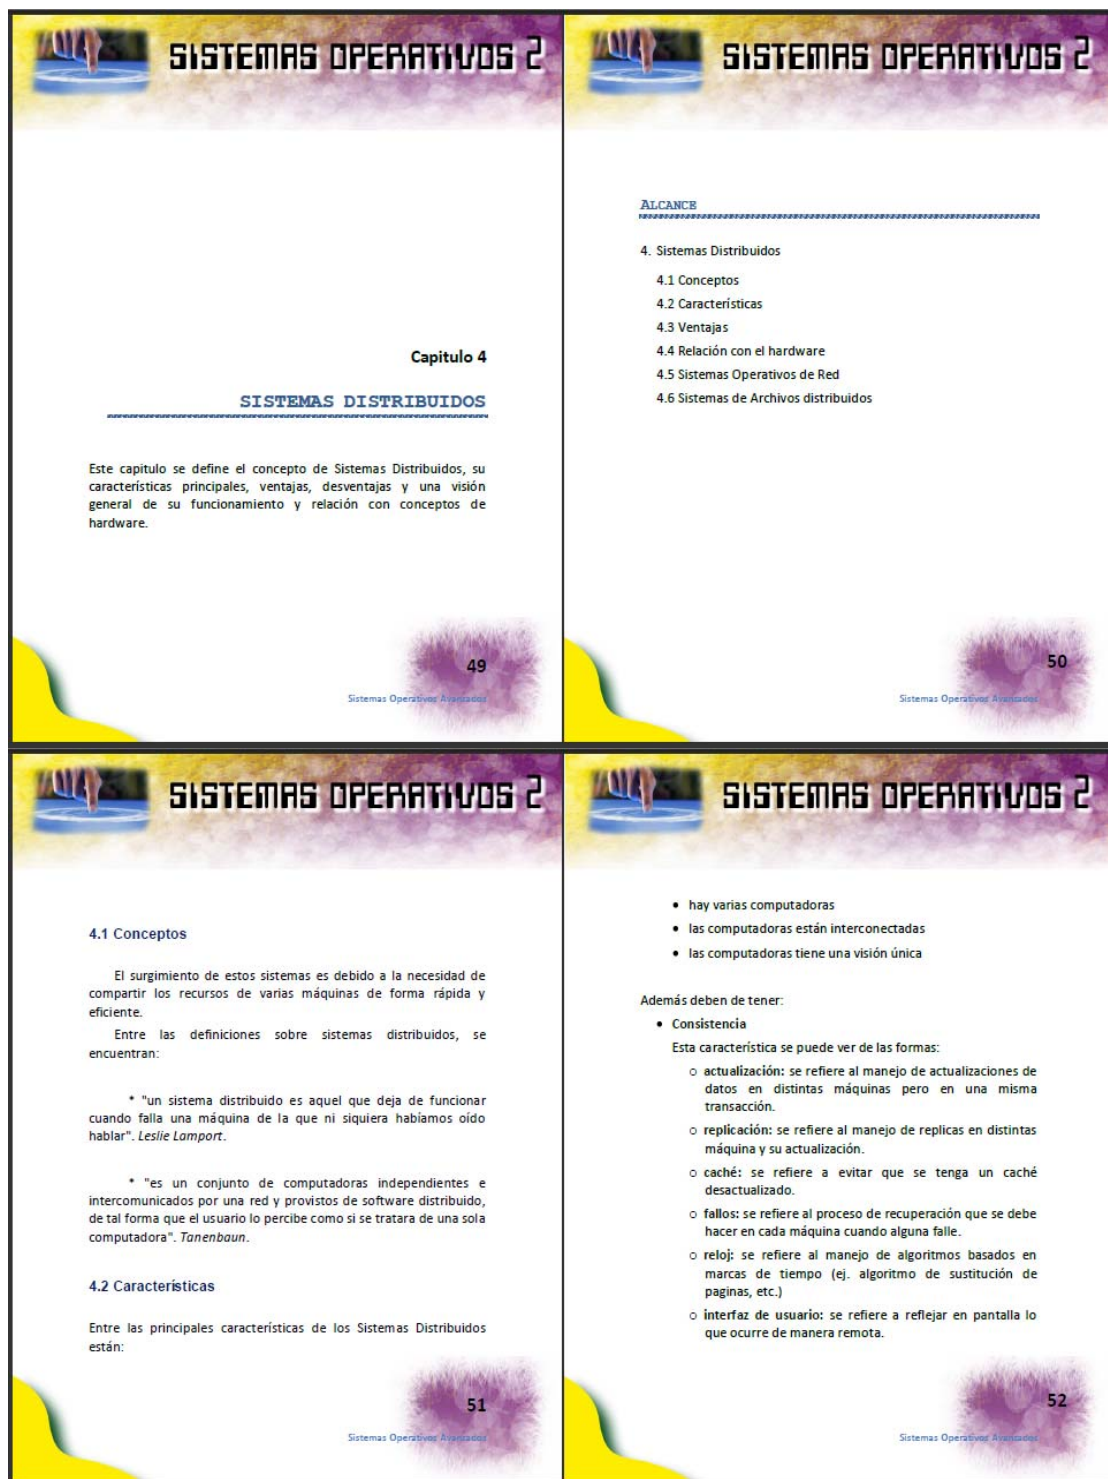 SISTEMAS OPERATIVOS 2
Capitulo 4
SISTEMAS DISTRIBUIDOS
Este capitulo se define el concepto de Sistemas Distribuidos, su
características principales, ventajas, desventajas y una visión
general de su funcionamiento y relación con conceptos de
hardware.
49
Sistemas Operativos Avanzados
SISTEMAS OPERATIVOS 2
ALCANCE
4. Sistemas Distribuidos
4.1 Conceptos
4.2 Características
4.3 Ventajas
4.4 Relación con el hardware
4.5 Sistemas Operativos de Red
4.6 Sistemas de Archivos distribuidos
50
Sistemas Operativos Avanzados
SISTEMAS OPERATIVOS 2
4.1 Conceptos
El surgimiento de estos sistemas es debido a la necesidad de
compartir los recursos de varias máquinas de forma rápida y
eficiente.
Entre las definiciones sobre sistemas distribuidos, se
encuentran:
* "un sistema distribuido es aquel que deja de funcionar
cuando falla una máquina de la que ni siquiera habíamos oído
hablar". Leslie Lamport.
* "es un conjunto de computadoras independientes e
intercomunicados por una red y provistos de software distribuido,
de tal forma que el usuario lo percibe como si se tratara de una sola
computadora". Tanenbaun.
4.2 Características
Entre las principales características de los Sistemas Distribuidos
están:
51
Sistemas Operativos Avanzados
SISTEMAS OPERATIVOS 2
• hay varias computadoras
• las computadoras están interconectadas
• las computadoras tiene una visión única
Además deben de tener:
• Consistencia
Esta característica se puede ver de las formas:
o actualización: se refiere al manejo de actualizaciones de
datos en distintas máquinas pero en una misma
transacción.
o replicación: se refiere al manejo de replicas en distintas
máquina y su actualización.
o caché: se refiere a evitar que se tenga un caché
desactualizado.
o fallos: se refiere al proceso de recuperación que se debe
hacer en cada máquina cuando alguna falle.
o reloj: se refiere al manejo de algoritmos basados en
marcas de tiempo (ej. algoritmo de sustitución de
paginas, etc.)
o interfaz de usuario: se refiere a reflejar en pantalla lo
que ocurre de manera remota.
52
Sistemas Operativos Avanzados